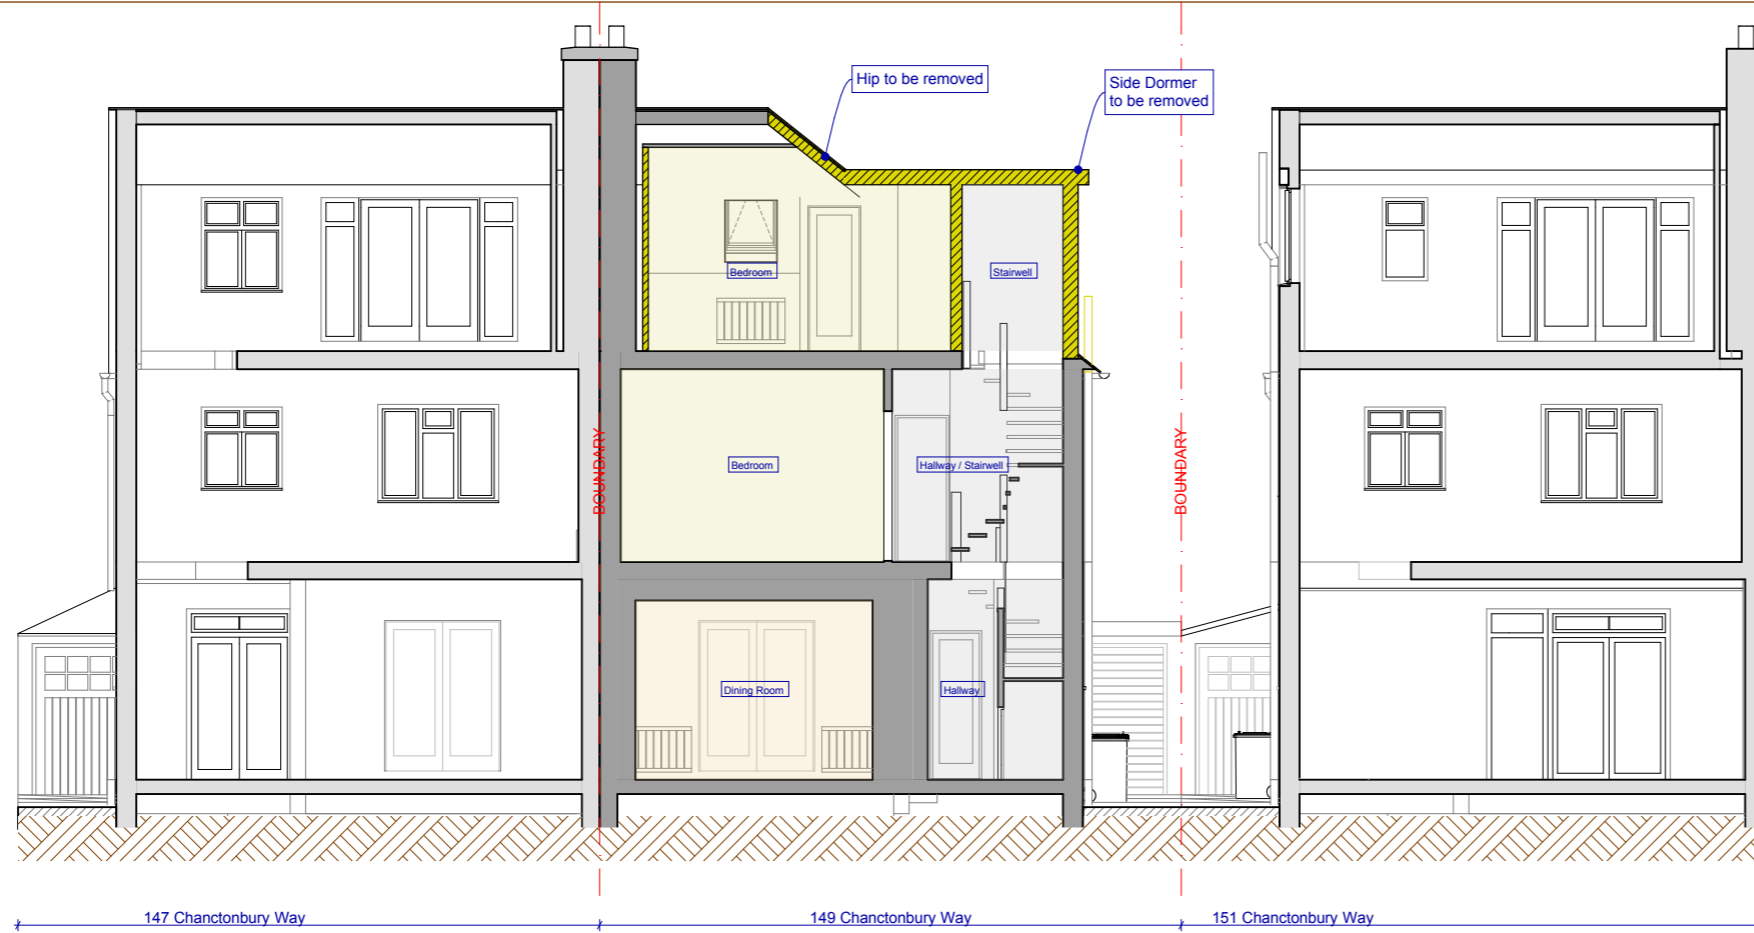 Hip to be removed
Side Dormer
to be removed
Bedroom
Stairwell
BOUNDARY
Bedroom
Hallway / Stairwell
BOUNDARY
Dining Room
Hallway
147 Chanctonbury Way
149 Chanctonbury Way
151 Chanctonbury Way